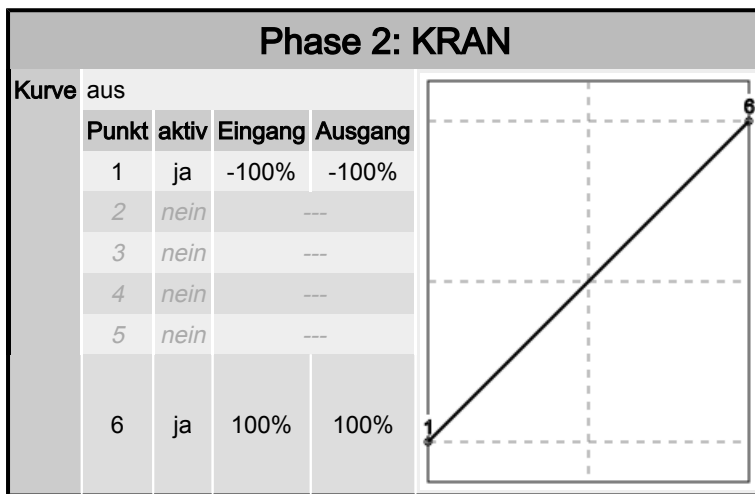 Phase 2: KRAN
Kurve aus
Punkt aktiv Eingang Ausgang
1 ja -100% -100%
2 nein ---
3 nein ---
4 nein ---
5 nein ---
6 ja 100% 100%
6
1